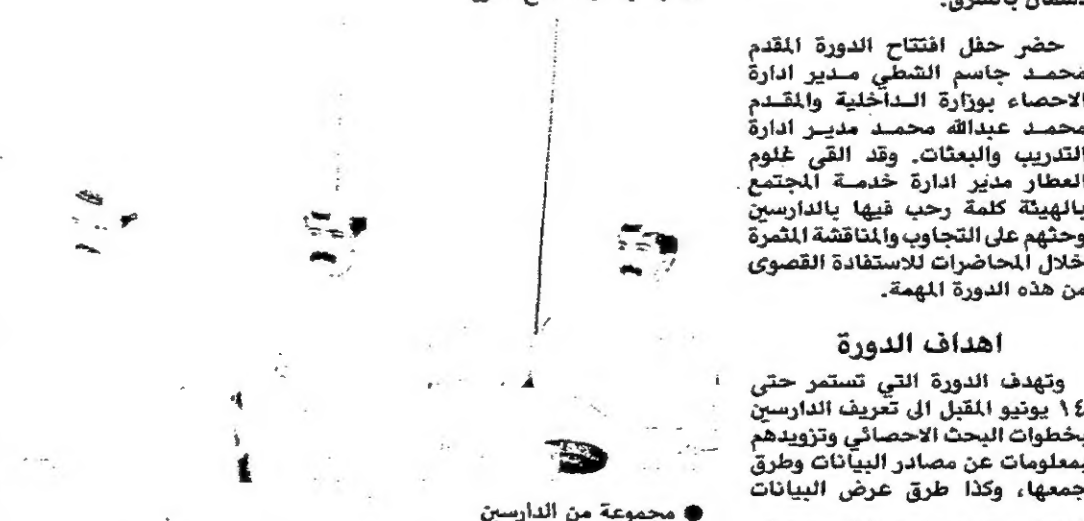 بالشرق.
حضر حفل افتتاح الدورة المقدم
محمد جاسم الشطي مدير ادارة
الاحصاء بوزارة الداخلية والمقدم
محمد عبدالله محمد مدير ادارة
التدريب والبعثات. وقد القى غلوم
العطار مدير ادارة خدمة المجتمع
بالهيئة كلمة رحب فيها بالدارسين
وحثهم على التجاوب والمناقشة المثمرة
خلال المحاضرات للاستفادة القصوى
من هذه الدورة المهمة.
اهداف الدورة
وتهدف الدورة التي تستمر حتى
١٤ يونيو المقبل الى تعريف الدارسين
بخطوات البحث الاحصائي وتزويدهم
بمعلومات عن مصادر البيانات وطرق
جمعها، وكذا طرق عرض البيانات
● مجموعة من الدارسين